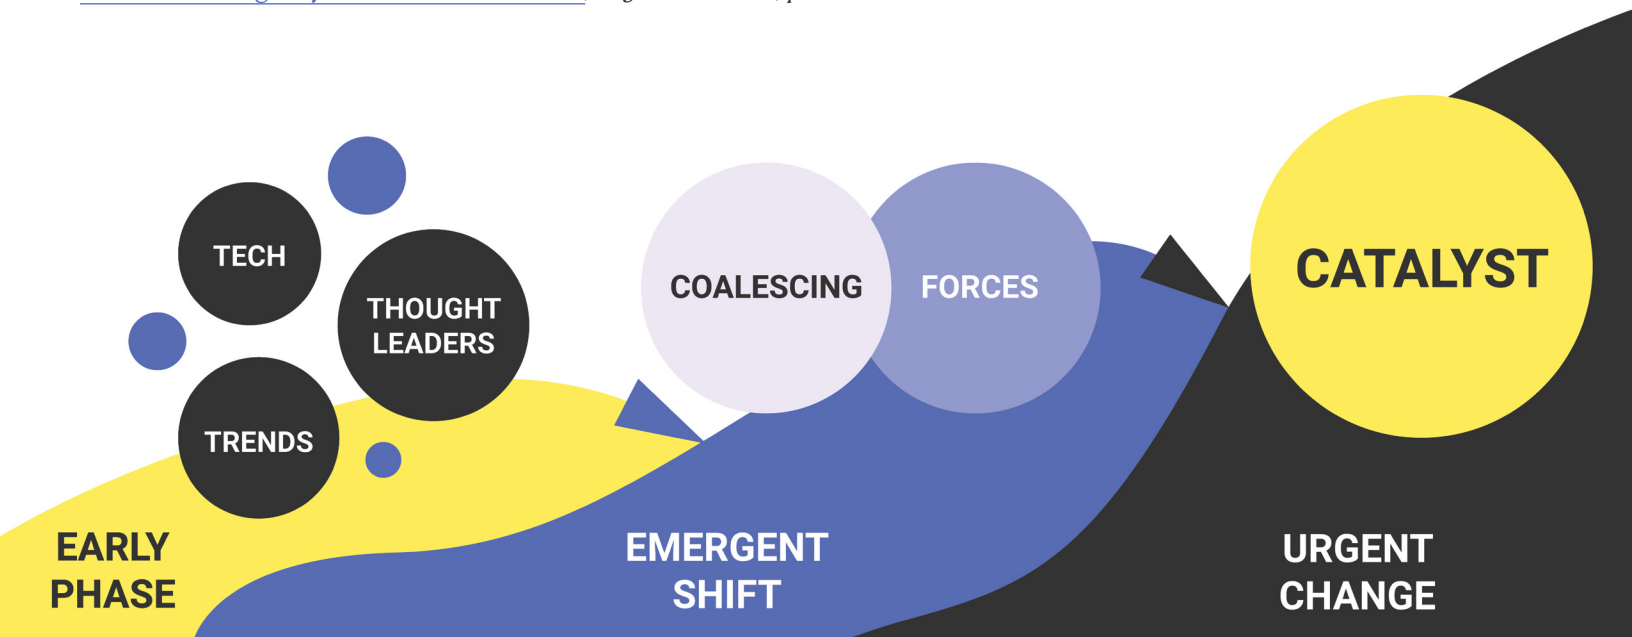 TECH
THOUGHT
LEADERS
TRENDS
COALESCING
FORCES
CATALYST
EARLY
PHASE
EMERGENT
SHIFT
URGENT
CHANGE